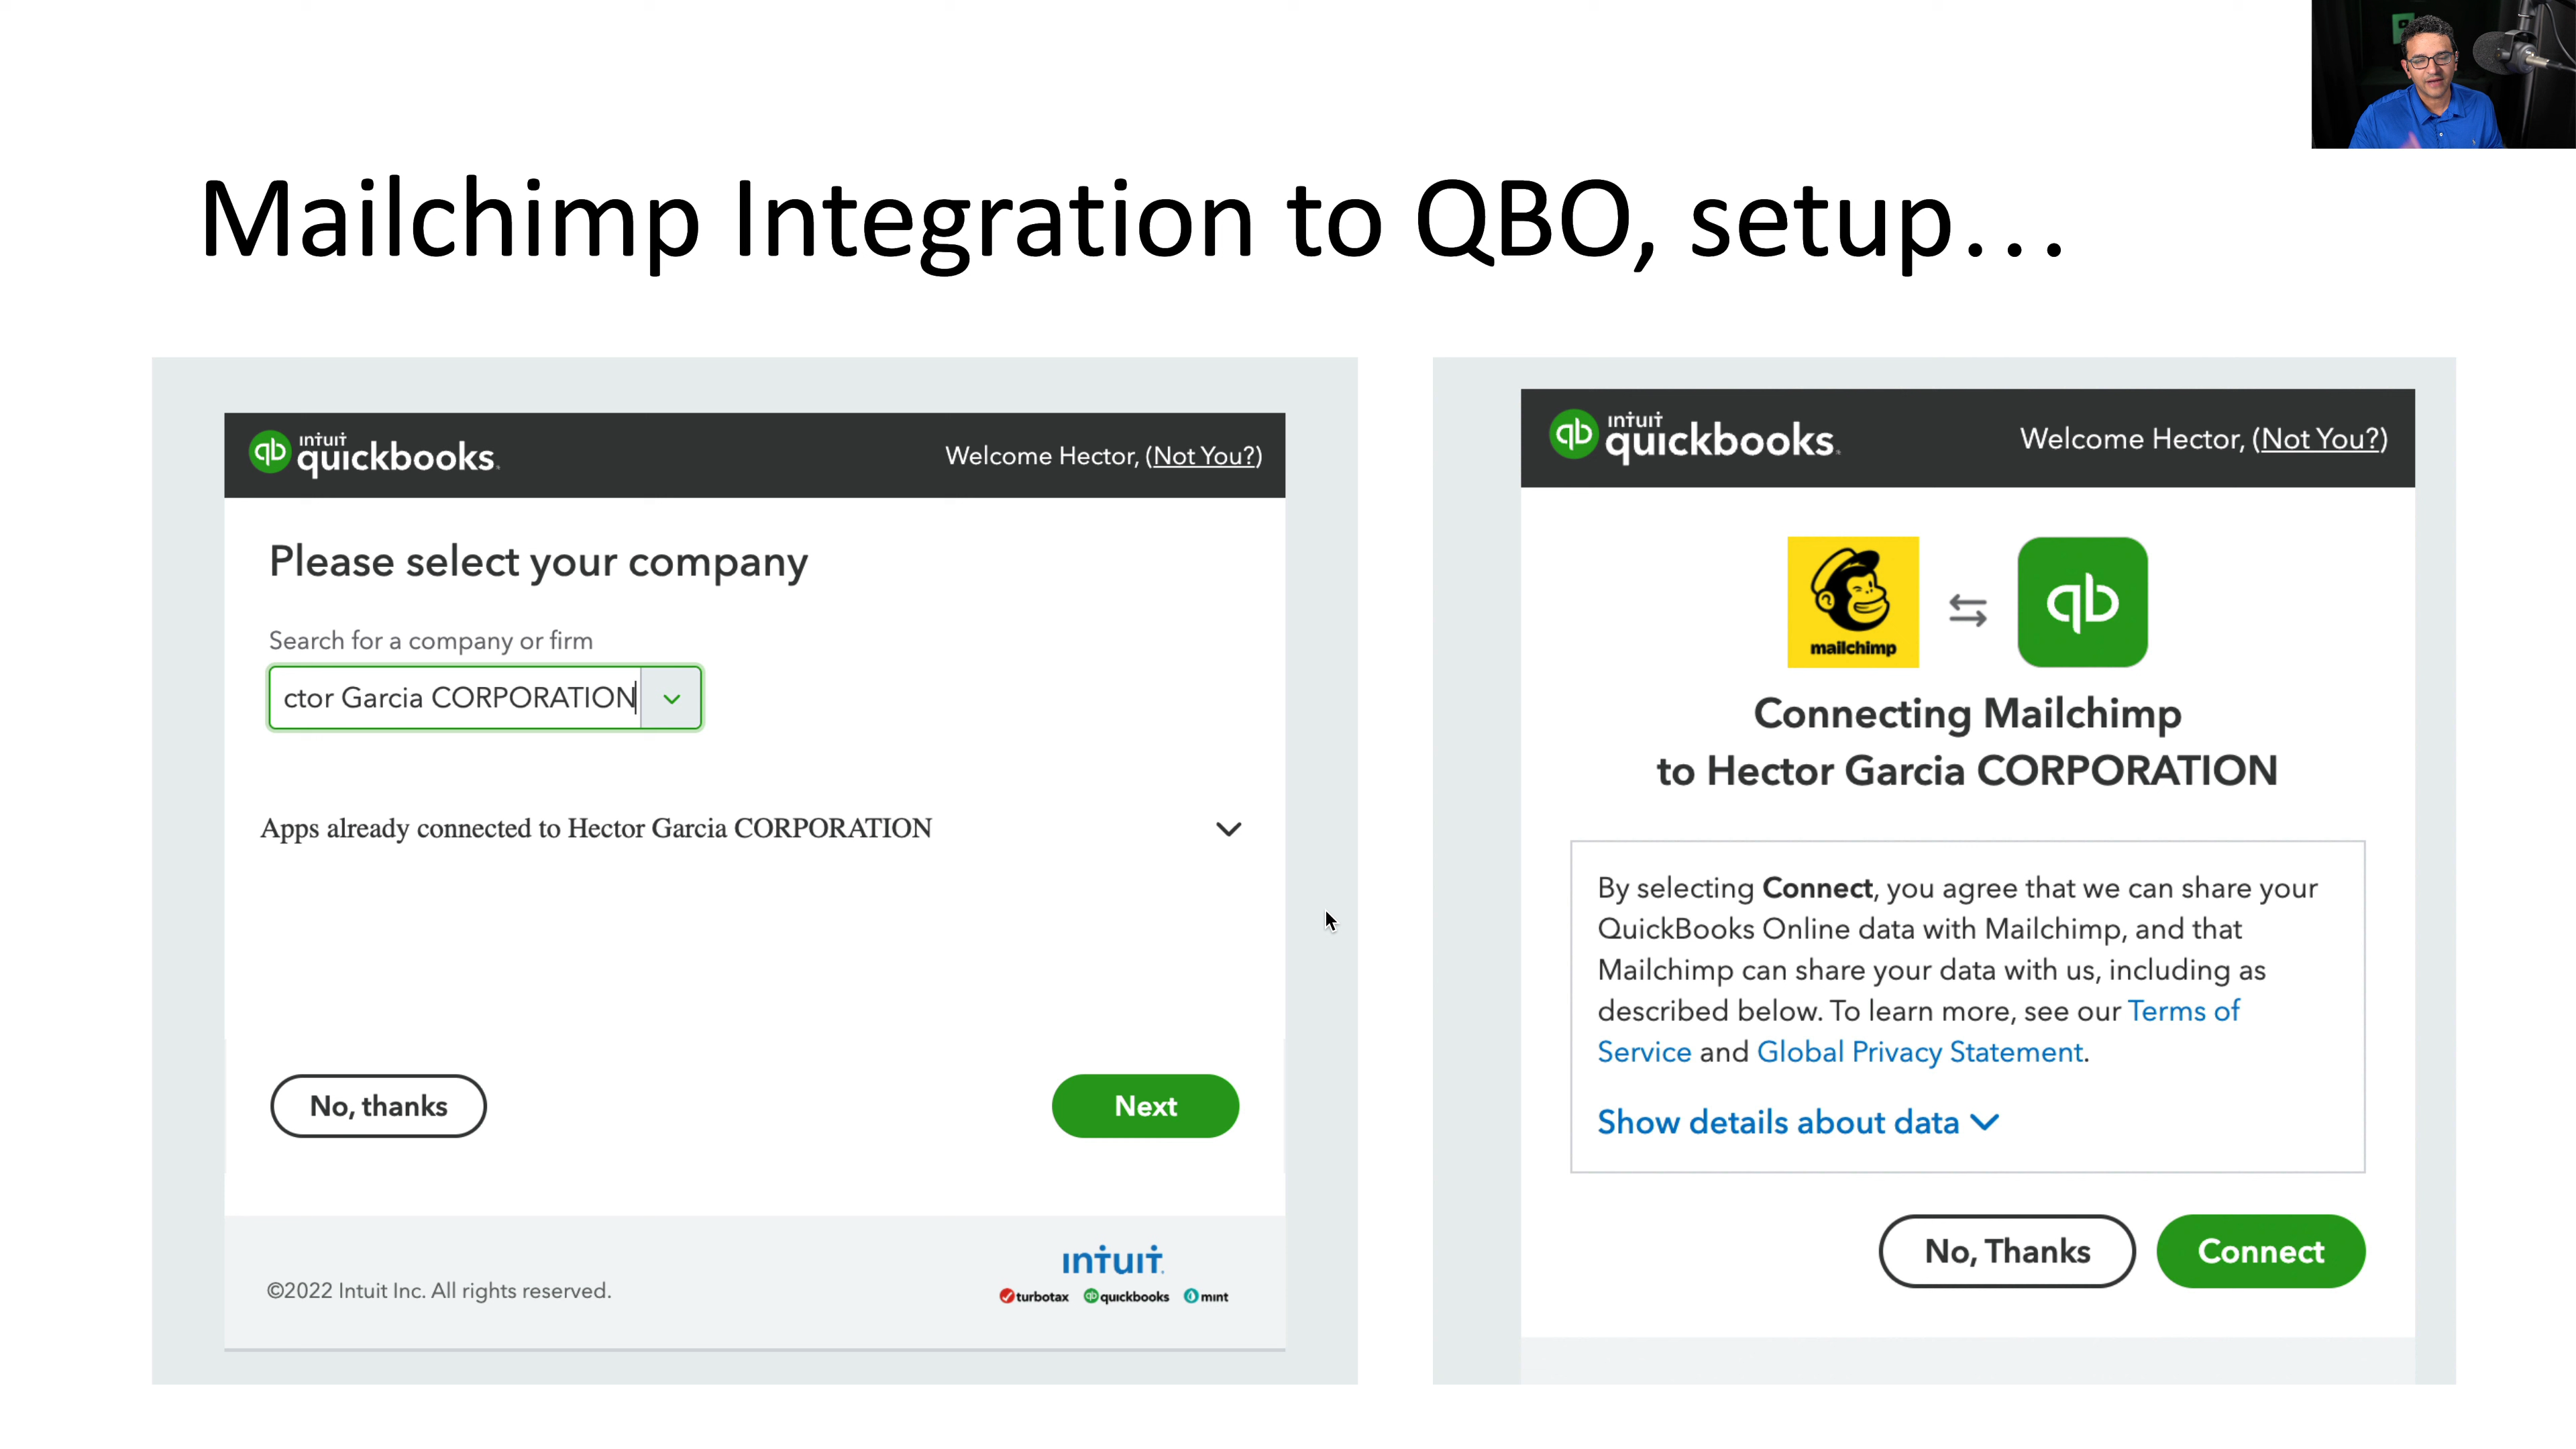 Mailchimp Integration to QBO, setup…
intuit
quickbooks.
Welcome Hector, (Not You?)
Please select your company
Search for a company or firm
ctor Garcia CORPORATION
Apps already connected to Hector Garcia CORPORATION
No, thanks
Next
©2022 Intuit Inc. All rights reserved.
intuit.
turbotax quickbooks mint
intuit
quickbooks.
Welcome Hector, (Not You?)
mailchimp
qb
Connecting Mailchimp
to Hector Garcia CORPORATION
By selecting Connect, you agree that we can share your
QuickBooks Online data with Mailchimp, and that
Mailchimp can share your data with us, including as
described below. To learn more, see our Terms of
Service and Global Privacy Statement.
Show details about data
No, Thanks
Connect